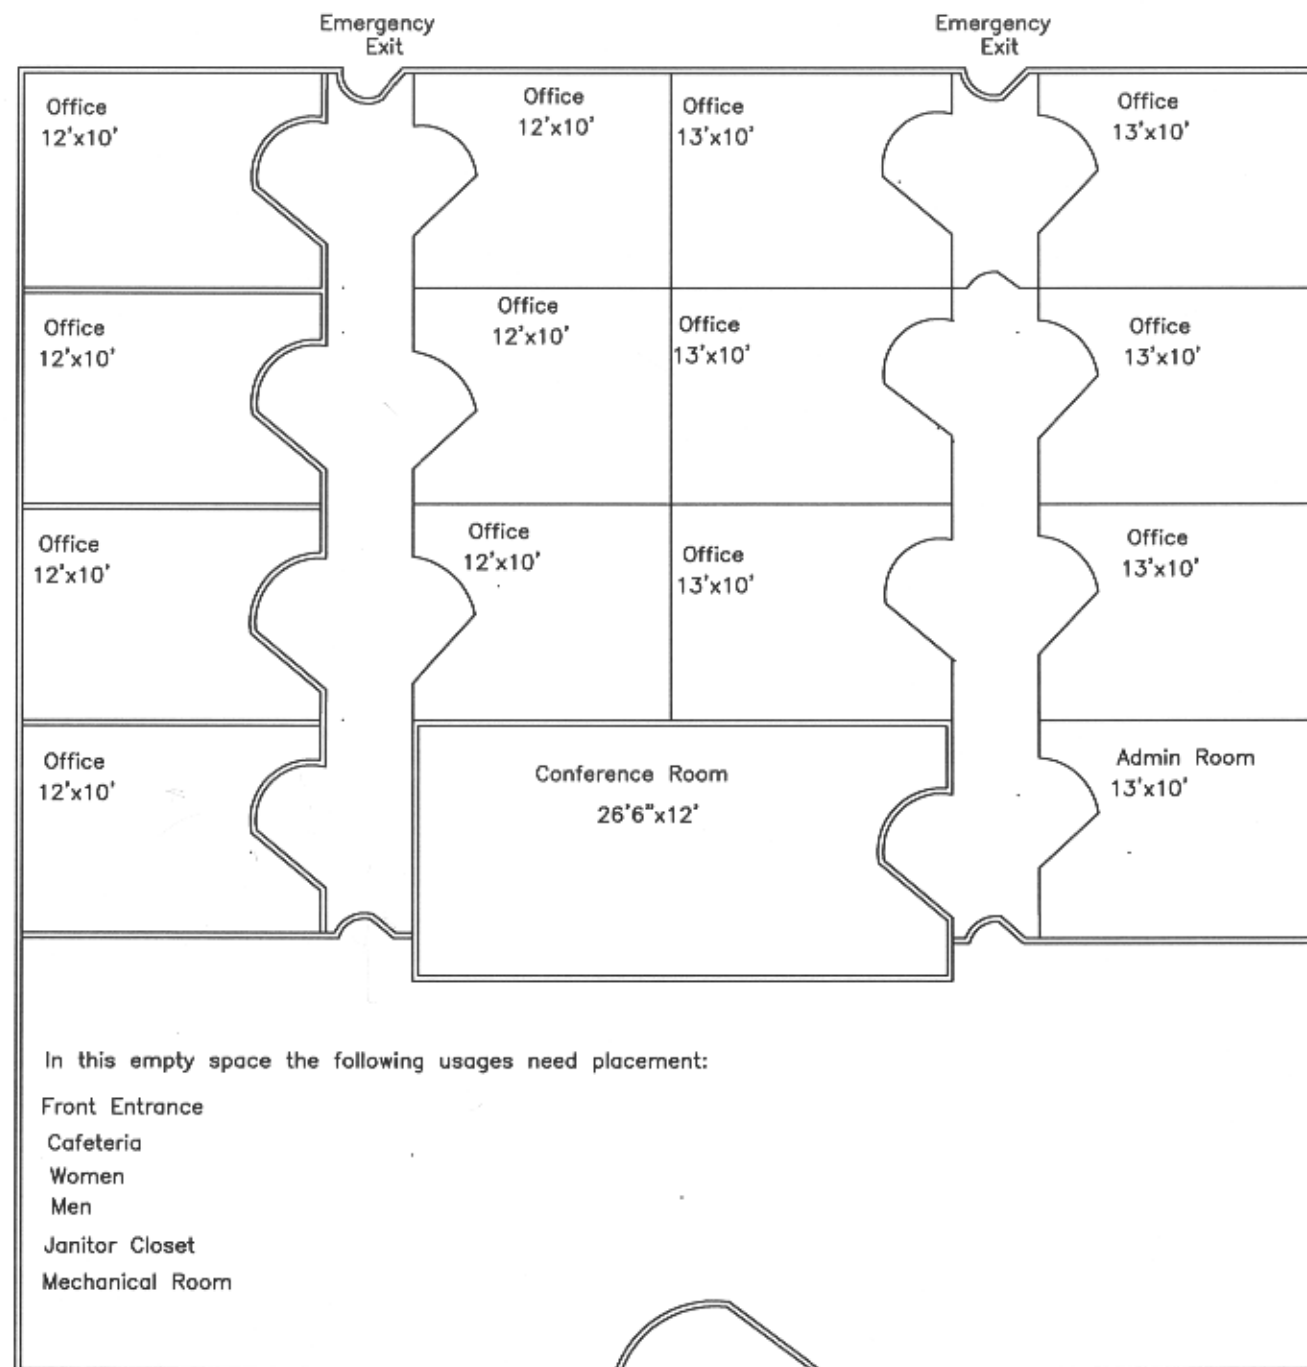 Emergency
Exit
Emergency
Exit
Office
12'x10'
Office
12'x10'
Office
13'x10'
Office
13'x10'
Office
12'x10'
Office
12'x10'
Office
13'x10'
Office
13'x10'
Office
12'x10'
Office
12'x10'
Office
13'x10'
Office
13'x10'
Office
12'x10'
Conference Room
26'6"x12'
Admin Room
13'x10'
In this empty space the following usages need placement:
Front Entrance
Cafeteria
Women
Men
Janitor Closet
Mechanical Room